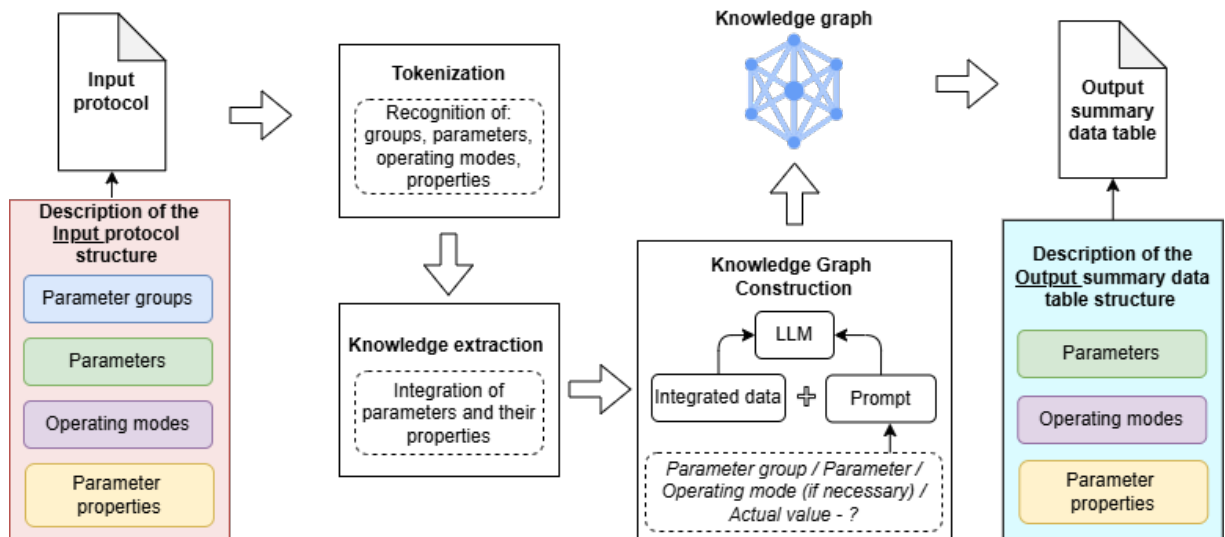 Input
protocol
Description of the
Input protocol
structure
Parameter groups
Parameters
Operating modes
Parameter
properties
Tokenization
Recognition of:
groups, parameters,
operating modes,
properties
Knowledge extraction
Integration of
parameters and their
properties
Knowledge graph
Knowledge Graph
Construction
LLM
Integrated data
Prompt
Parameter group / Parameter /
Operating mode (if necessary) /
Actual value - ?
Output
summary
data table
Description of the
Output summary data
table structure
Parameters
Operating modes
Parameter
properties